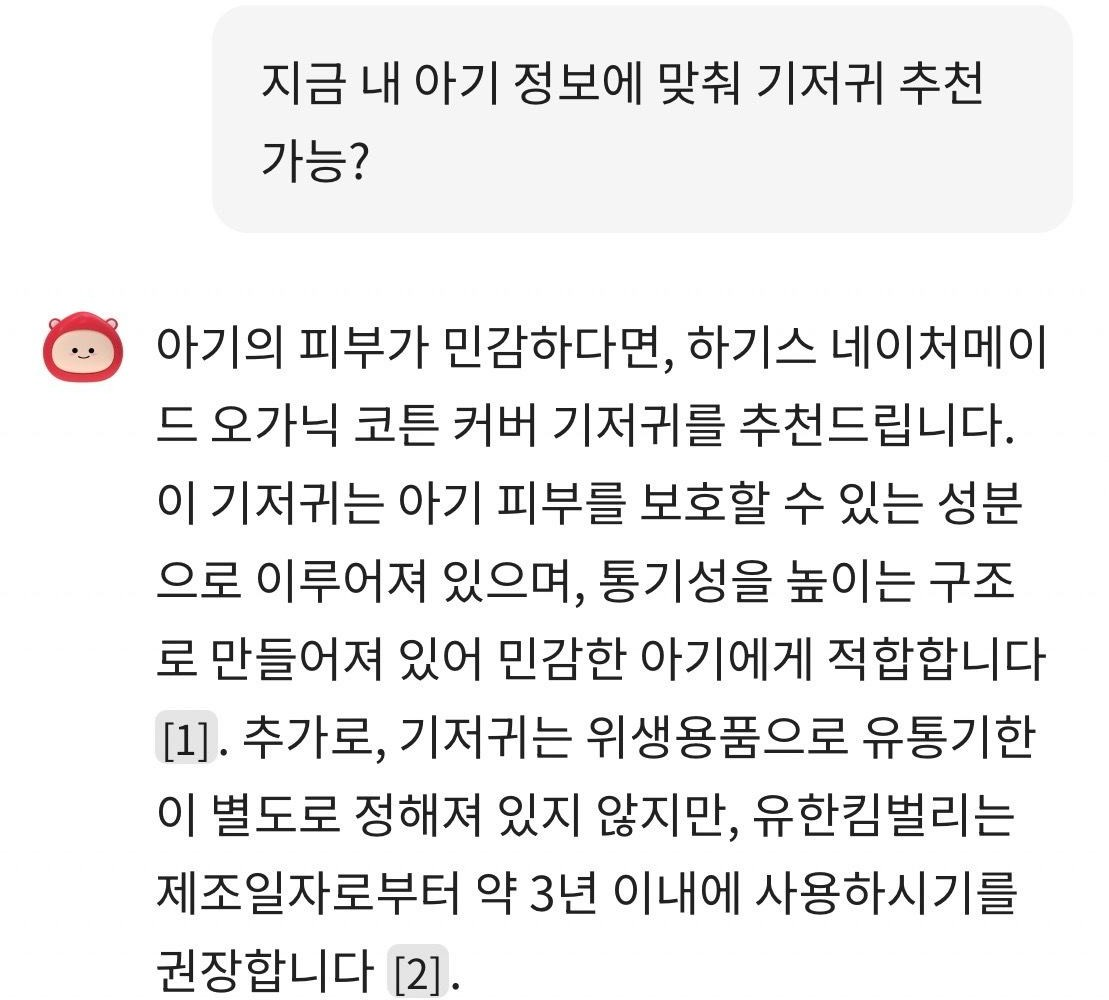 지금 내 아기 정보에 맞춰 기저귀 추천
가능?
아기의 피부가 민감하다면, 하기스 네이처메이
드 오가닉 코튼 커버 기저귀를 추천드립니다.
이 기저귀는 아기 피부를 보호할 수 있는 성분
으로 이루어져 있으며, 통기성을 높이는 구조
로 만들어져 있어 민감한 아기에게 적합합니다
[1]. 추가로, 기저귀는 위생용품으로 유통기한
이 별도로 정해져 있지 않지만, 유한킴벌리는
제조일자로부터 약 3년 이내에 사용하시기를
권장합니다 [2].